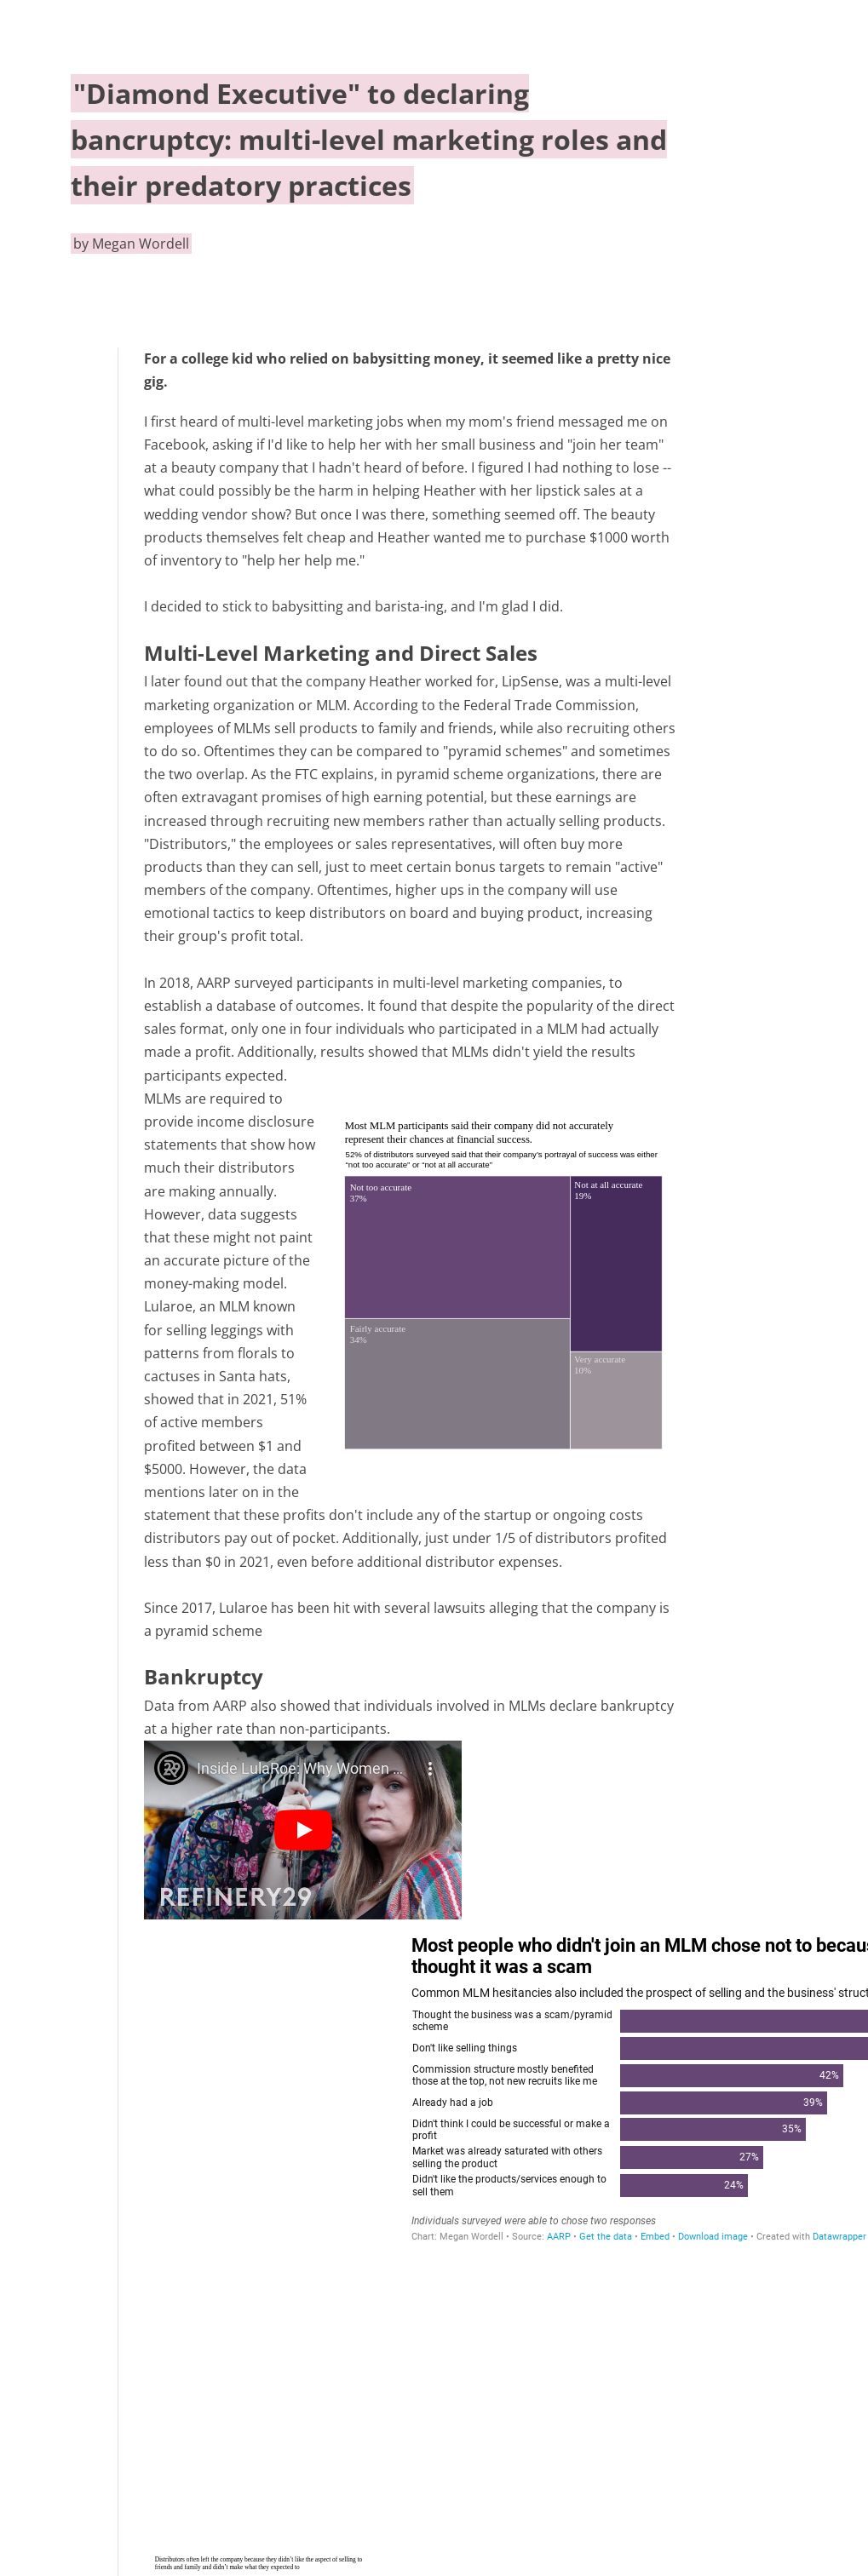 "Diamond Executive" to declaring
bancruptcy: multi-level marketing roles and
their predatory practices
by Megan Wordell
For a college kid who relied on babysitting money, it seemed like a pretty nice
gig.
I first heard of multi-level marketing jobs when my mom's friend messaged me on
Facebook, asking if I'd like to help her with her small business and "join her team"
at a beauty company that I hadn't heard of before. I figured I had nothing to lose --
what could possibly be the harm in helping Heather with her lipstick sales at a
wedding vendor show? But once I was there, something seemed off. The beauty
products themselves felt cheap and Heather wanted me to purchase $1000 worth
of inventory to "help her help me."
I decided to stick to babysitting and barista-ing, and I'm glad I did.
Multi-Level Marketing and Direct Sales
I later found out that the company Heather worked for, LipSense, was a multi-level
marketing organization or MLM. According to the Federal Trade Commission,
employees of MLMs sell products to family and friends, while also recruiting others
to do so. Oftentimes they can be compared to "pyramid schemes" and sometimes
the two overlap. As the FTC explains, in pyramid scheme organizations, there are
often extravagant promises of high earning potential, but these earnings are
increased through recruiting new members rather than actually selling products.
"Distributors," the employees or sales representatives, will often buy more
products than they can sell, just to meet certain bonus targets to remain "active"
members of the company. Oftentimes, higher ups in the company will use
emotional tactics to keep distributors on board and buying product, increasing
their group's profit total.
In 2018, AARP surveyed participants in multi-level marketing companies, to
establish a database of outcomes. It found that despite the popularity of the direct
sales format, only one in four individuals who participated in a MLM had actually
made a profit. Additionally, results showed that MLMs didn't yield the results
participants expected.
MLMs are required to
provide income disclosure
statements that show how
much their distributors
are making annually.
However, data suggests
that these might not paint
an accurate picture of the
money-making model.
Lularoe, an MLM known
for selling leggings with
patterns from florals to
cactuses in Santa hats,
showed that in 2021, 51%
of active members
profited between $1 and
$5000. However, the data
mentions later on in the
statement that these profits don't include any of the startup or ongoing costs
distributors pay out of pocket. Additionally, just under 1/5 of distributors profited
less than $0 in 2021, even before additional distributor expenses.
Most MLM participants said their company did not accurately
represent their chances at financial success.
52% of distributors surveyed said that their company's portrayal of success was either
"not too accurate" or "not at all accurate"
Not too accurate
37%
Not at all accurate
19%
Fairly accurate
34%
Very accurate
10%
Since 2017, Lularoe has been hit with several lawsuits alleging that the company is
a pyramid scheme
Bankruptcy
Data from AARP also showed that individuals involved in MLMs declare bankruptcy
at a higher rate than non-participants.
29
Inside LulaRoe: Why Women ...
REFINERY29
Most people who didn't join an MLM chose not to becau
thought it was a scam
Common MLM hesitancies also included the prospect of selling and the business' struct
Thought the business was a scam/pyramid
scheme
Don't like selling things
Commission structure mostly benefited
those at the top, not new recruits like me
42%
Already had a job
39%
Didn't think I could be successful or make a
profit
35%
Market was already saturated with others
selling the product
27%
Didn't like the products/services enough to
sell them
24%
Individuals surveyed were able to chose two responses
Chart: Megan Wordell • Source: AARP • Get the data • Embed • Download image • Created with Datawrapper
Distributors often left the company because they didn't like the aspect of selling to
friends and family and didn't make what they expected to